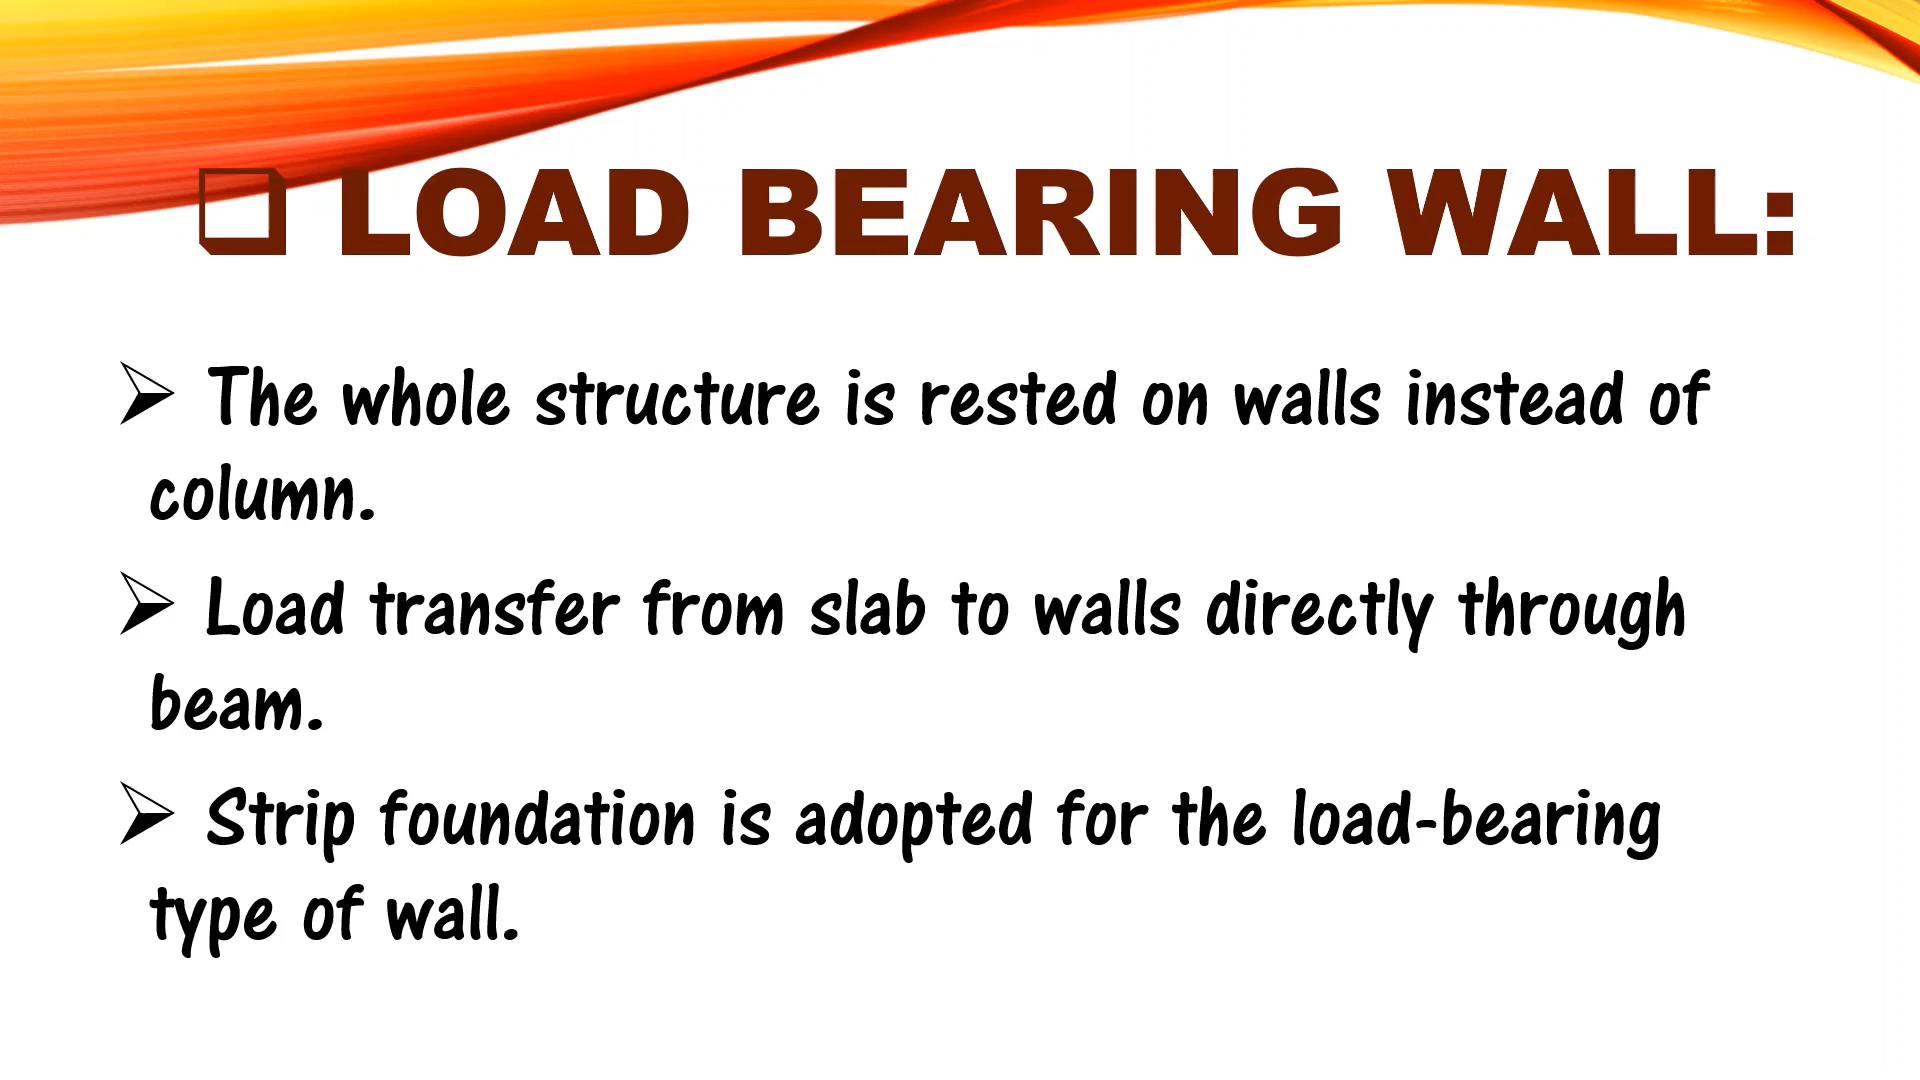 ❑ LOAD BEARING WALL:
➢ The whole structure is rested on walls instead of
column.
➢ Load transfer from slab to walls directly through
beam.
➢ Strip foundation is adopted for the load-bearing
type of wall.